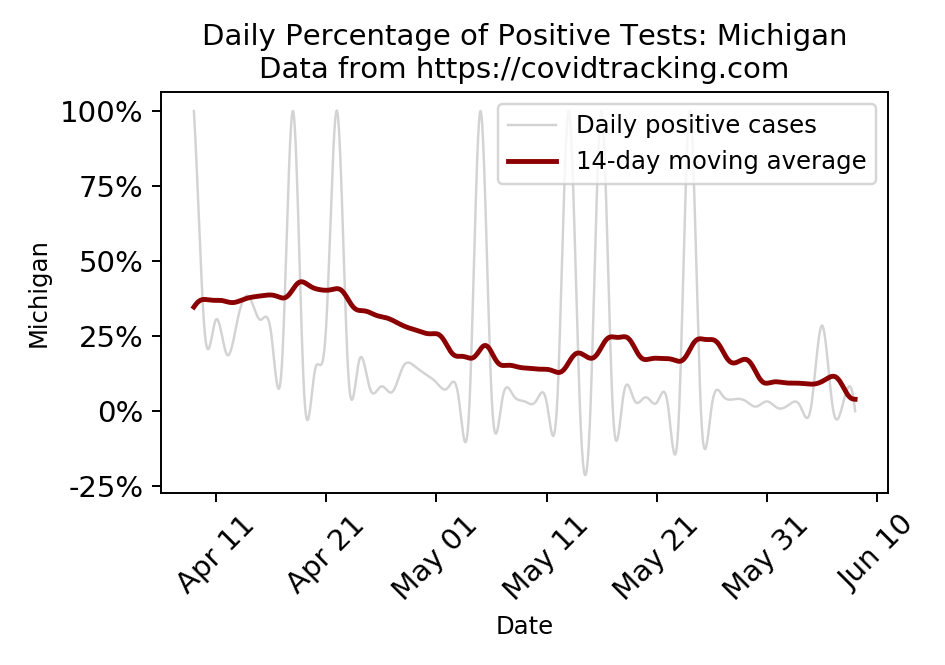 Daily Percentage of Positive Tests: Michigan
Data from https://covidtracking.com
100%
75%
50%
25%
0%
-25%
Michigan
Daily positive cases
14-day moving average
Apr 11
Apr 21
May 01
May 11
May 21
May 31
Jun 10
Date